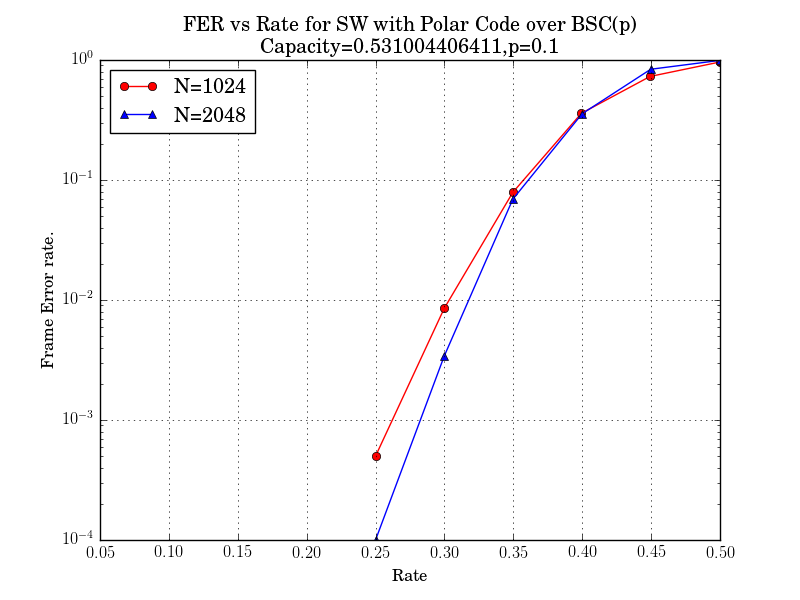 FER vs Rate for SW with Polar Code over BSC(p)
Capacity=0.531004406411,p=0.1
N=1024
N=2048
10^0
10^-1
10^-2
10^-3
10^-4
Frame Error rate.
0.05 0.10 0.15 0.20 0.25 0.30 0.35 0.40 0.45 0.50
Rate